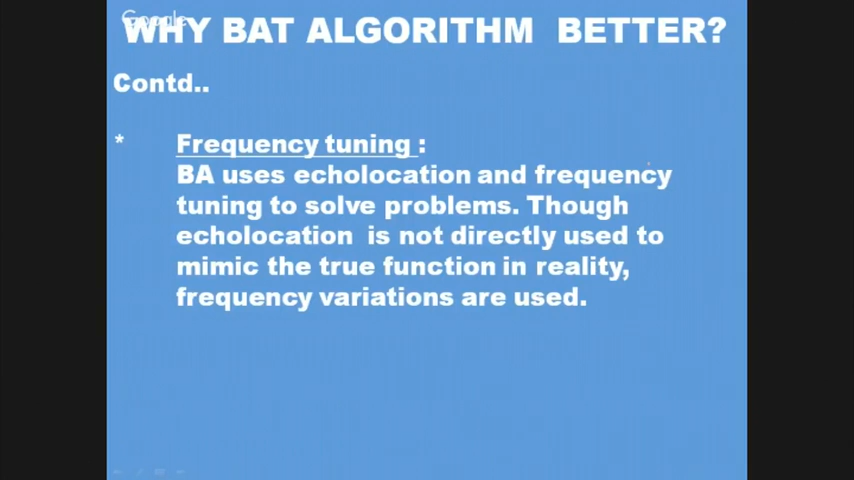 Google
WHY BAT ALGORITHM BETTER?
Contd..
* Frequency tuning :
BA uses echolocation and frequency
tuning to solve problems. Though
echolocation is not directly used to
mimic the true function in reality,
frequency variations are used.